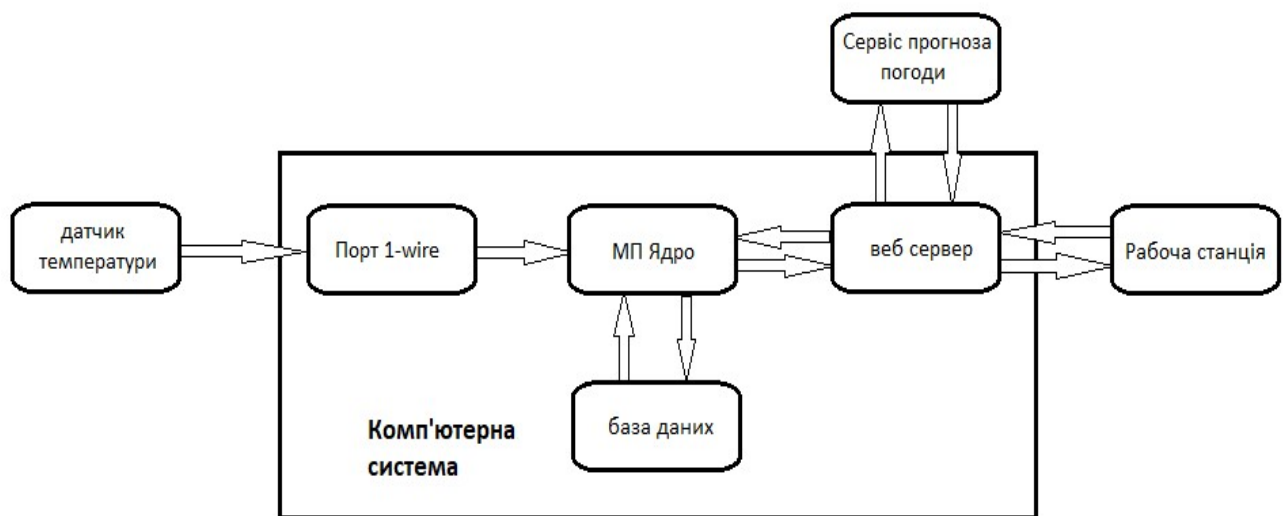 Сервіс прогноза
погоди
датчик
температури
Порт 1-wire
МП Ядро
веб сервер
Рабоча станція
база даних
Комп'ютерна
система